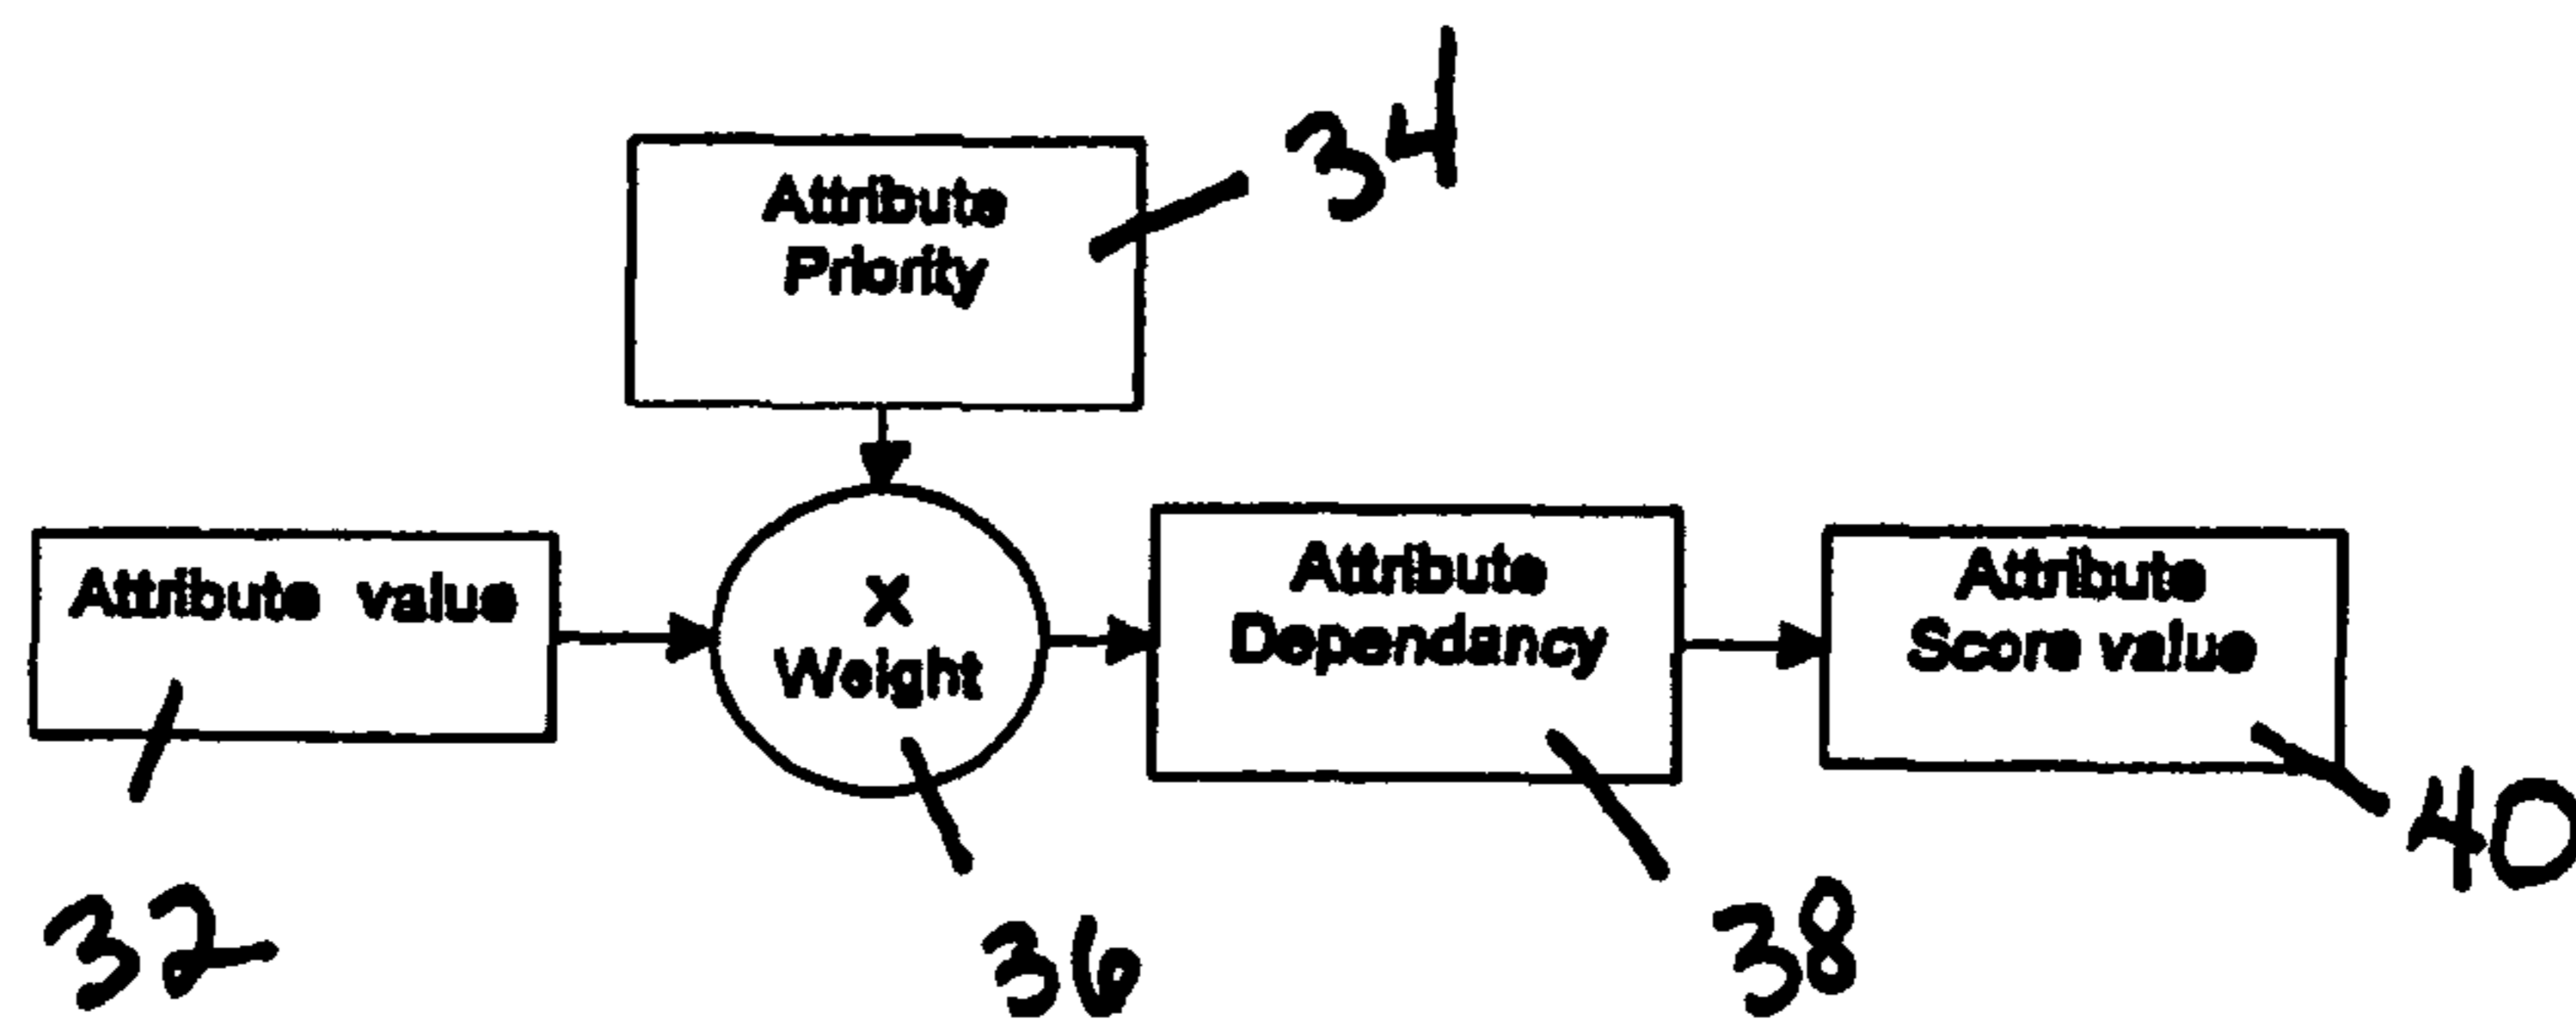 34
Attribute
Priority
Attribute value
X
Weight
Attribute
Dependancy
Attribute
Score value
32
36
38
40